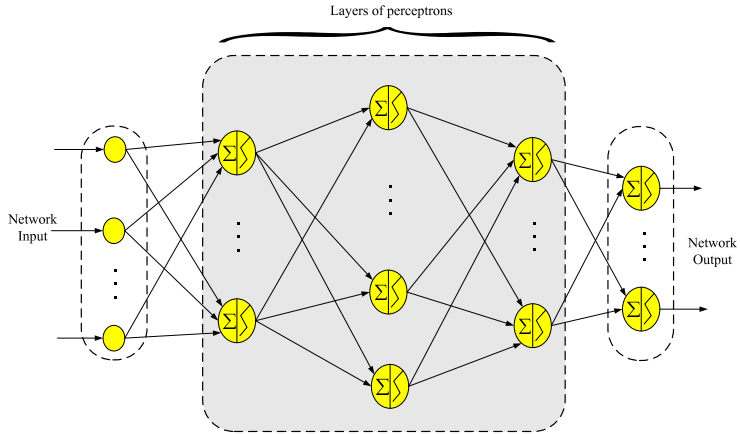 Layers of perceptrons
Network
Input
Σ
Σ
Σ
Σ
Σ
Σ
Σ
Σ
Σ
Network
Output